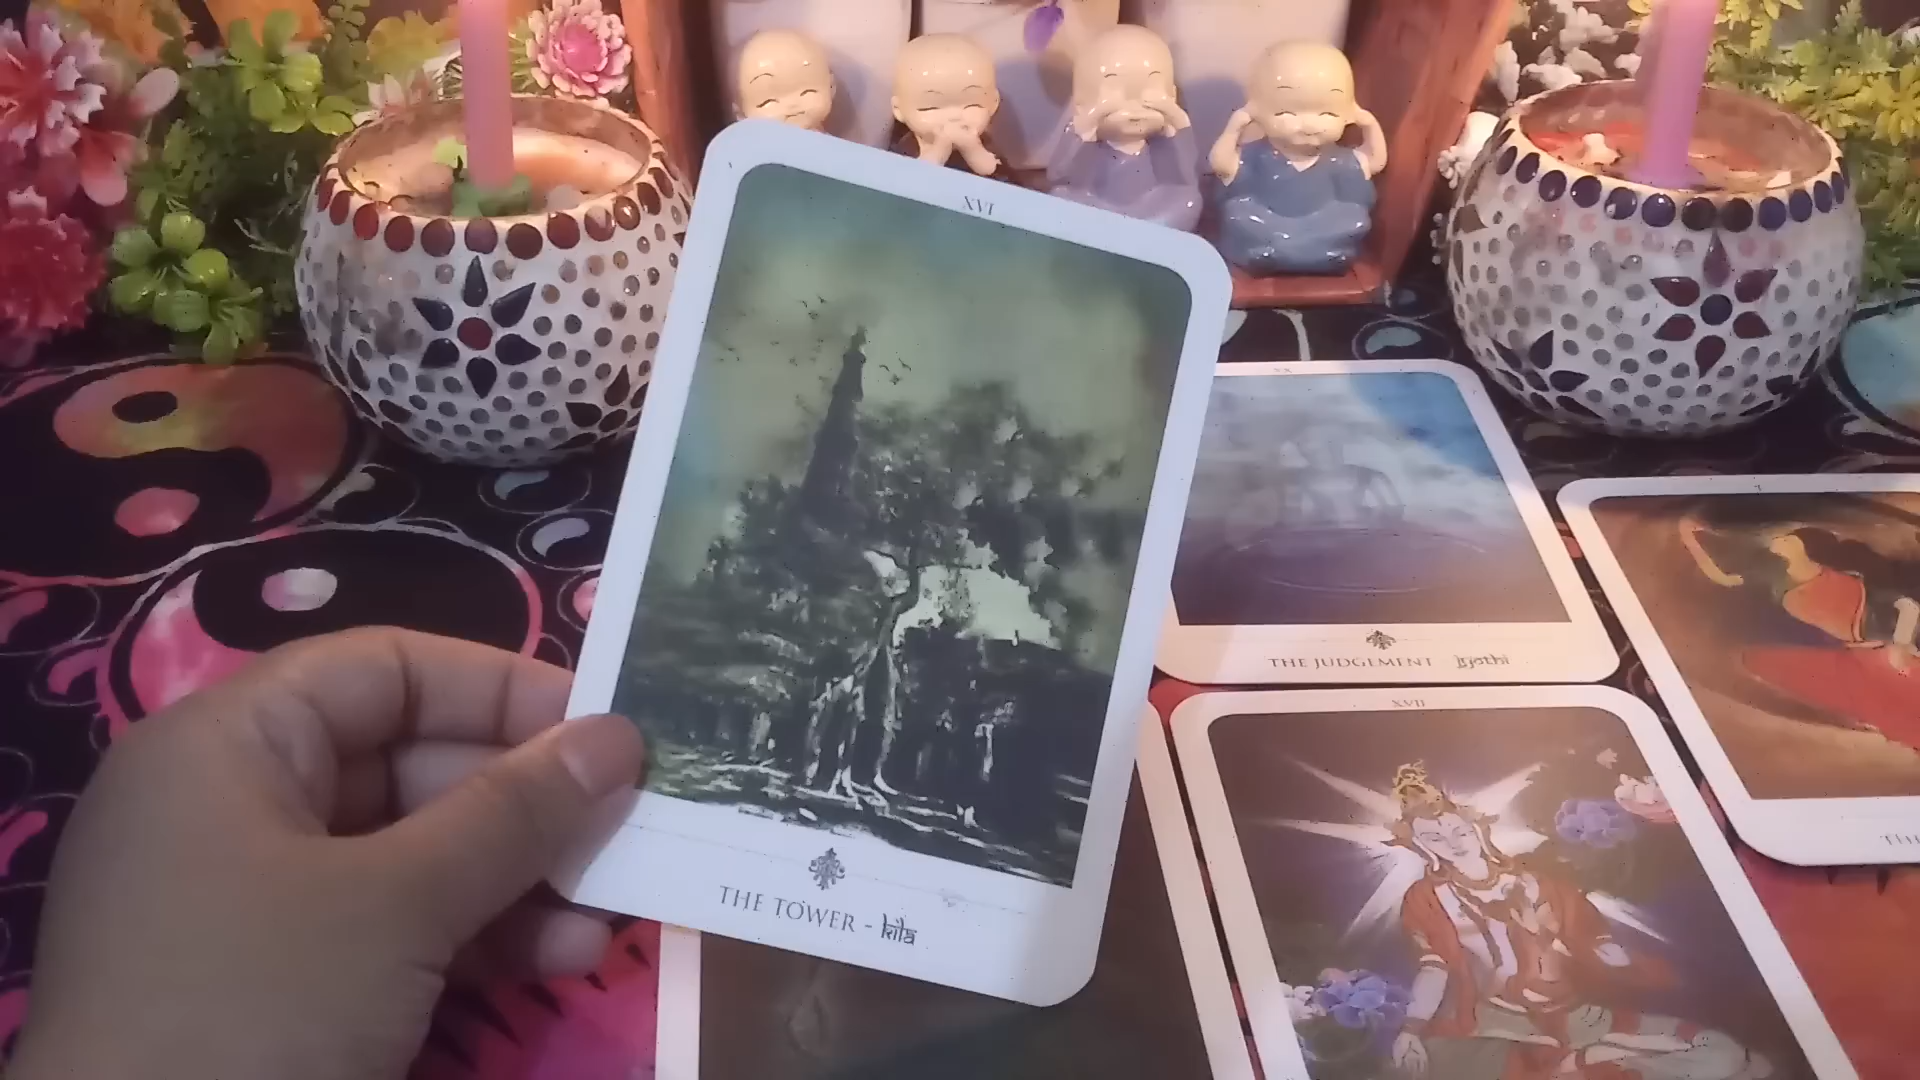 XVI
THE TOWER - kila
XX
THE JUDGEMENT jyothi
XVII
I